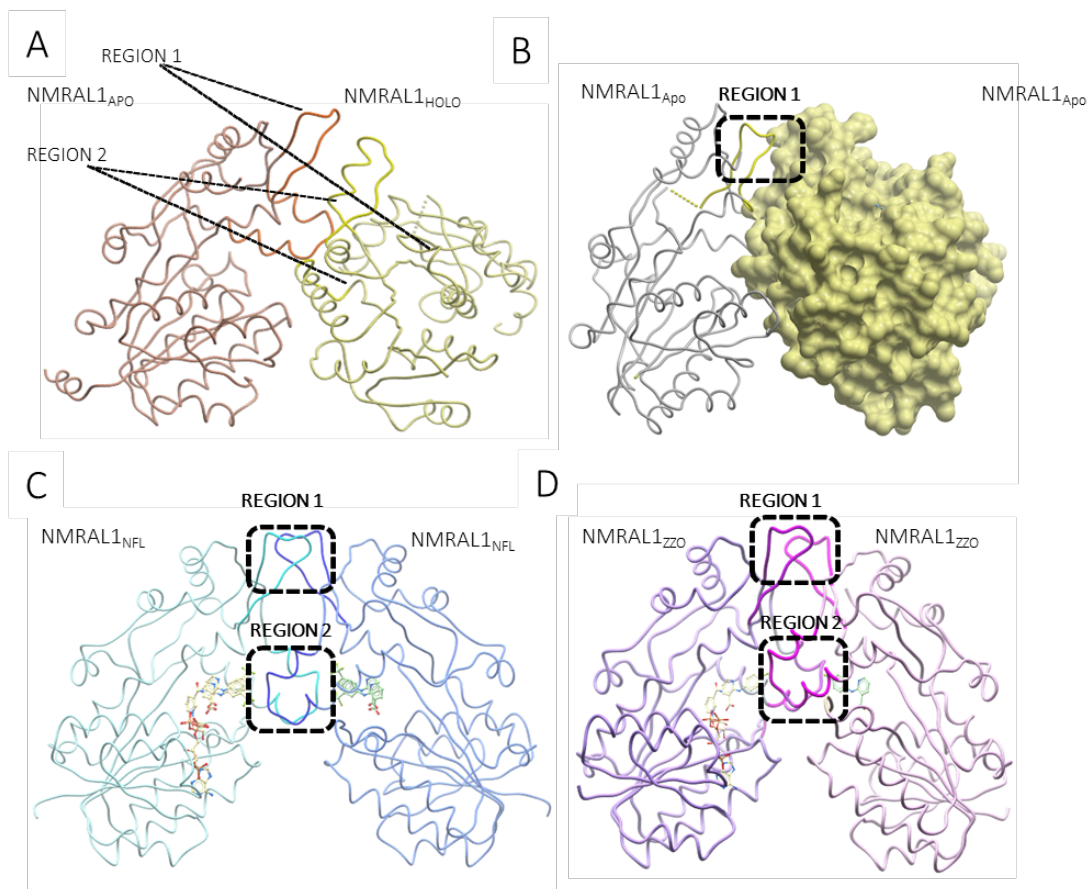 A
REGION 1
NMRAL1APO
NMRAL1HOLO
REGION 2
B
NMRAL1Apo
REGION 1
NMRAL1Apo
C
REGION 1
NMRAL1NFL
NMRAL1NFL
REGION 2
D
REGION 1
NMRAL1ZZO
NMRAL1ZZO
REGION 2